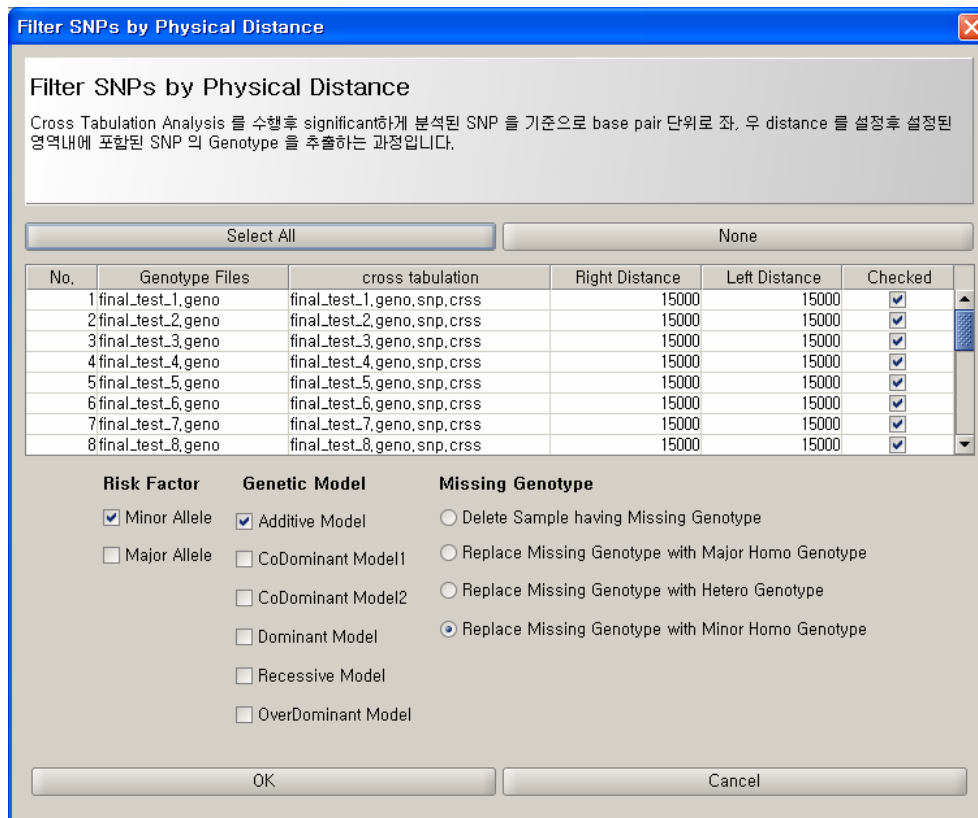 Filter SNPs by Physical Distance
Filter SNPs by Physical Distance
Cross Tabulation Analysis 를 수행후 significant하게 분석된 SNP 을 기준으로 base pair 단위로 좌, 우 distance 를 설정후 설정된
영역내에 포함된 SNP 의 Genotype 을 추출하는 과정입니다.
Select All None
No. Genotype Files cross tabulation Right Distance Left Distance Checked
1 final_test_1.geno final_test_1.geno.snp.crss 15000 15000
2 final_test_2.geno final_test_2.geno.snp.crss 15000 15000
3 final_test_3.geno final_test_3.geno.snp.crss 15000 15000
4 final_test_4.geno final_test_4.geno.snp.crss 15000 15000
5 final_test_5.geno final_test_5.geno.snp.crss 15000 15000
6 final_test_6.geno final_test_6.geno.snp.crss 15000 15000
7 final_test_7.geno final_test_7.geno.snp.crss 15000 15000
8 final_test_8.geno final_test_8.geno.snp.crss 15000 15000
Risk Factor Genetic Model Missing Genotype
Minor Allele Additive Model Delete Sample having Missing Genotype
Major Allele CoDominant Model1 Replace Missing Genotype with Major Homo Genotype
CoDominant Model2 Replace Missing Genotype with Hetero Genotype
Dominant Model Replace Missing Genotype with Minor Homo Genotype
Recessive Model
OverDominant Model
OK Cancel